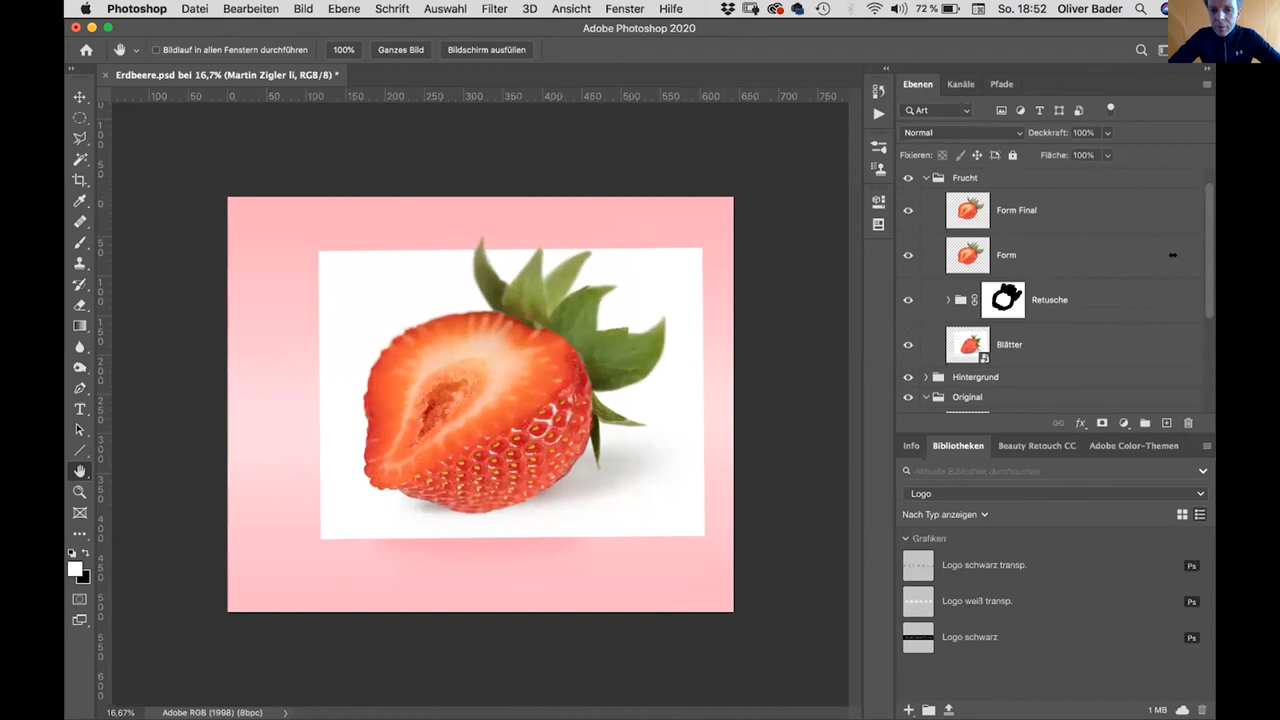 Photoshop Datei Bearbeiten Bild Ebene Schrift Auswahl Filter 3D Ansicht Fenster Hilfe 72 % So. 18:52 Oliver Bader
Adobe Photoshop 2020
Bildlauf in allen Fenstern durchführen 100% Ganzes Bild Bildschirm ausfüllen
Erdbeere.psd bei 16,7% (Martin Zigler li, RGB/8) *
100 50 0 50 100 150 200 250 300 350 400 450 500 550 600 650 700 750
Ebenen Kanäle Pfade
Art
Normal Deckkraft: 100%
Fixieren: Fläche: 100%
Frucht
Form Final
Form
Retusche
Blätter
Hintergrund
Original
Info Bibliotheken Beauty Retouch CC Adobe Color-Themen
Aktuelle Bibliothek durchsuchen
Logo
Nach Typ anzeigen
Grafiken
Logo schwarz transp. Ps
Logo weiß transp. Ps
Logo schwarz Ps
16,67% Adobe RGB (1998) (8bpc) 1 MB